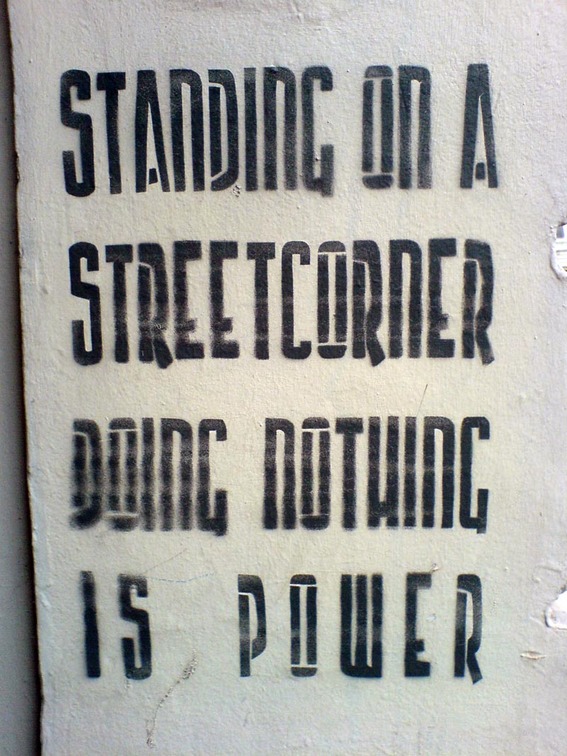 STANDING ON A
STREETCORNER
DOING NOTHING
IS POWER